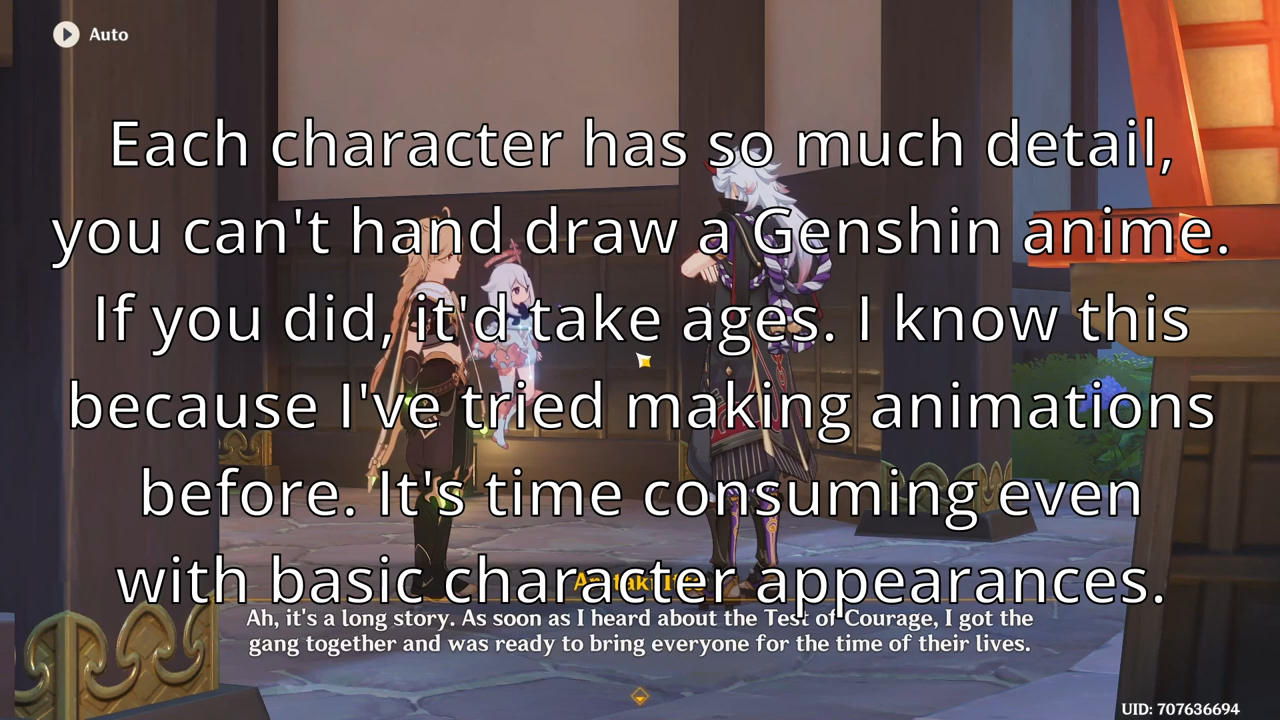 Auto
Each character has so much detail,
you can't hand draw a Genshin anime.
If you did, it'd take ages. I know this
because I've tried making animations
before. It's time consuming even
with basic character appearances.
Arataki Itto
Ah, it's a long story. As soon as I heard about the Test of Courage, I got the
gang together and was ready to bring everyone for the time of their lives.
UID: 707636694